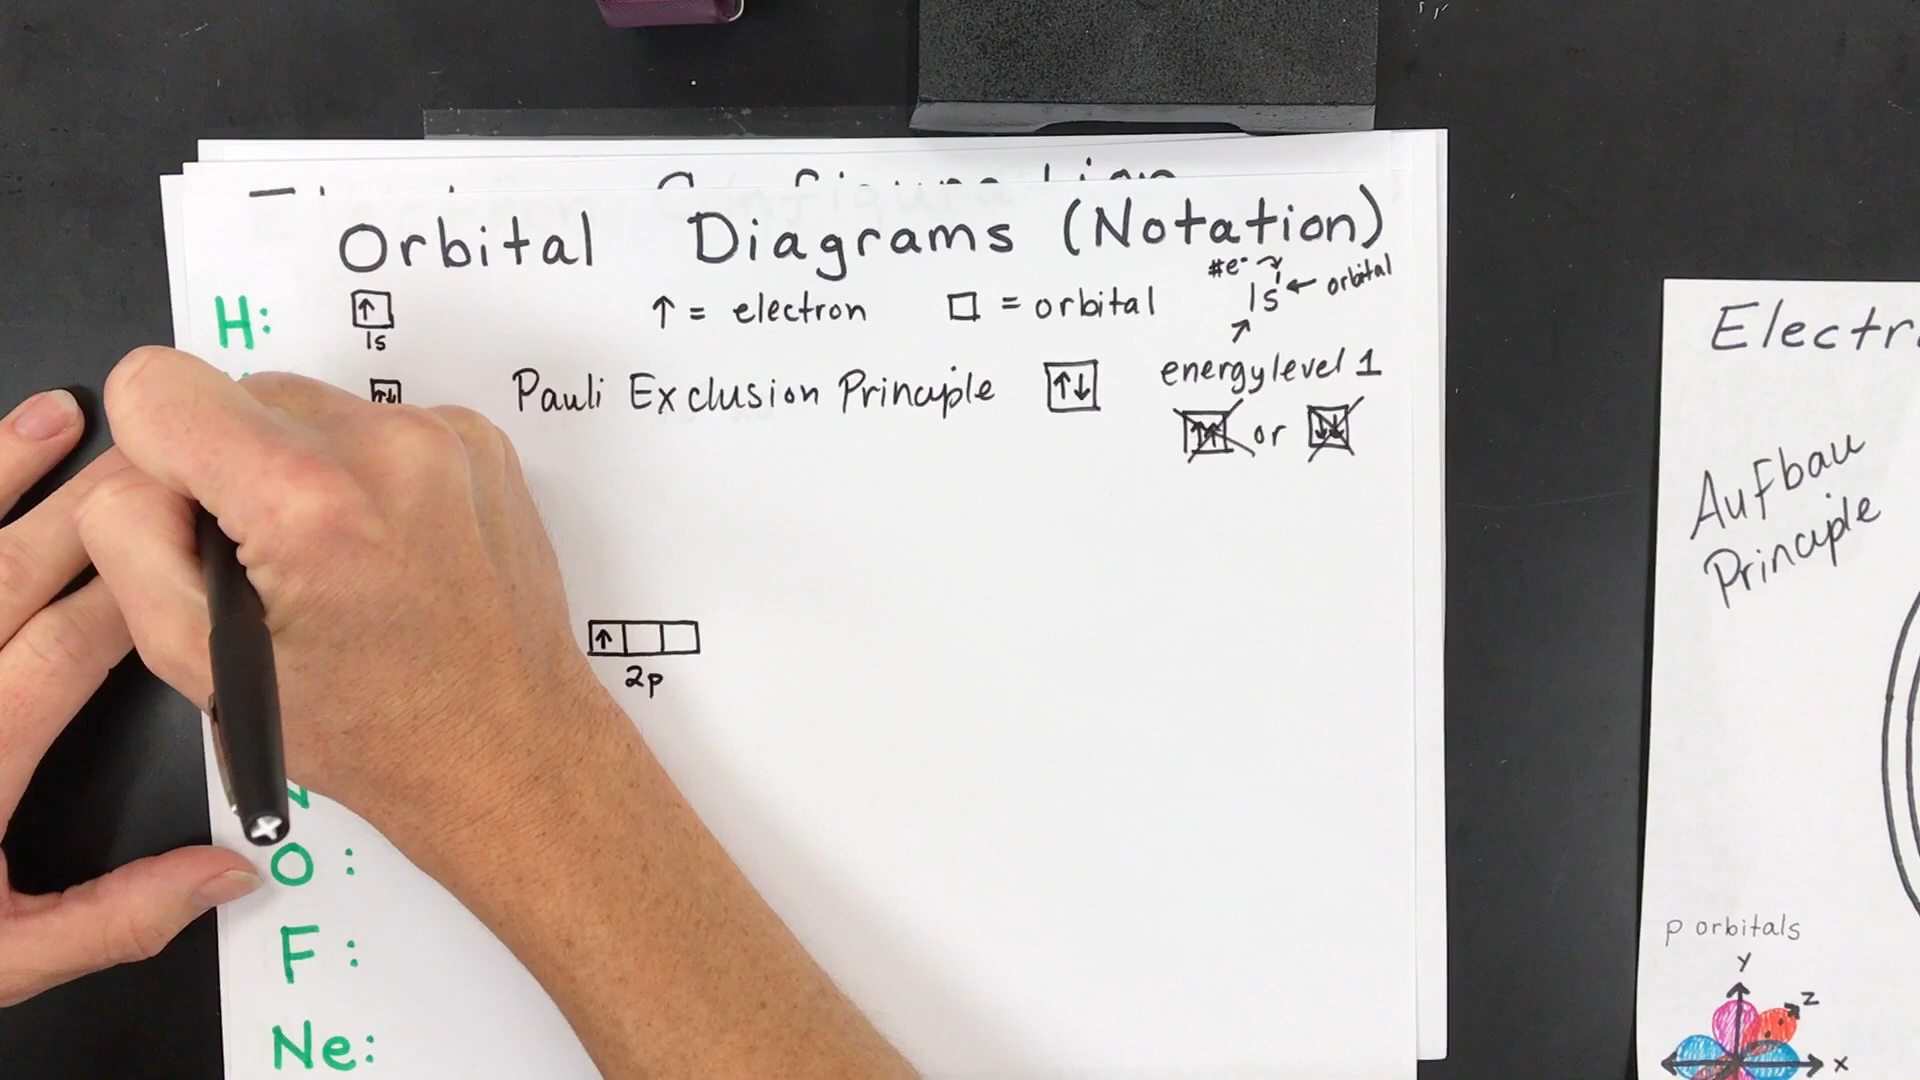 Orbital Diagrams (Notation)
H: ↑
1s
↑ = electron □ = orbital
#e⁻
1s¹ ← orbital
energy level 1
↑↓
Pauli Exclusion Principle ↑↓
↑↑ or ↓↓
↑
2p
O :
F :
Ne:
Electr
Aufbau
Principle
p orbitals
Y
Z
X